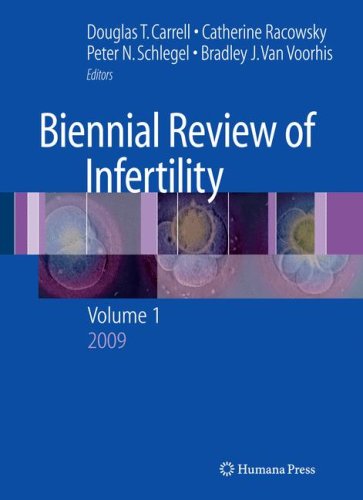 Douglas T. Carrell • Catherine Racowsky
Peter N. Schlegel • Bradley J. Van Voorhis
Editors
Biennial Review of
Infertility
Volume 1
2009
Humana Press